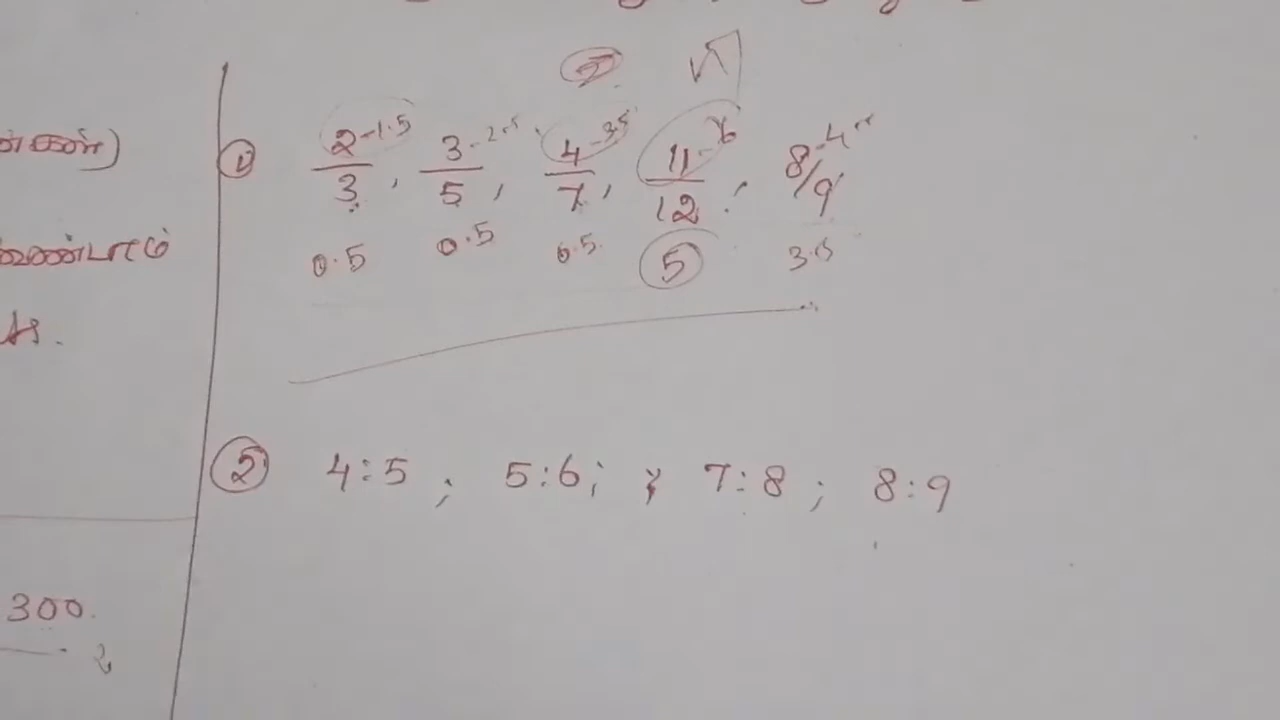 ன்கள்)
வேண்டாம்
300.
① 2 -1.5/3, 3 -2.5/5, 4 -3.5/7, 11 -6/12, 8/9 -4
0.5 0.5 0.5 5 3.5
② 4:5 ; 5:6 ; 7:8 ; 8:9